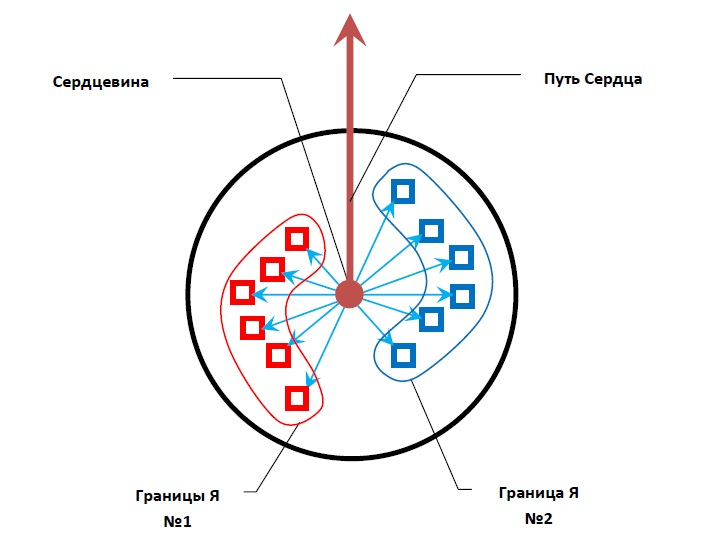 Сердцевина
Путь Сердца
Границы Я
№1
Граница Я
№2